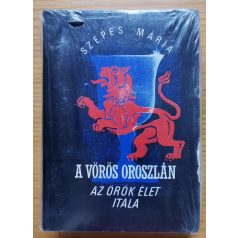 SZEPES MÁRIA
A VÖRÖS OROSZLÁN
AZ ÖRÖK ÉLET
ITALA